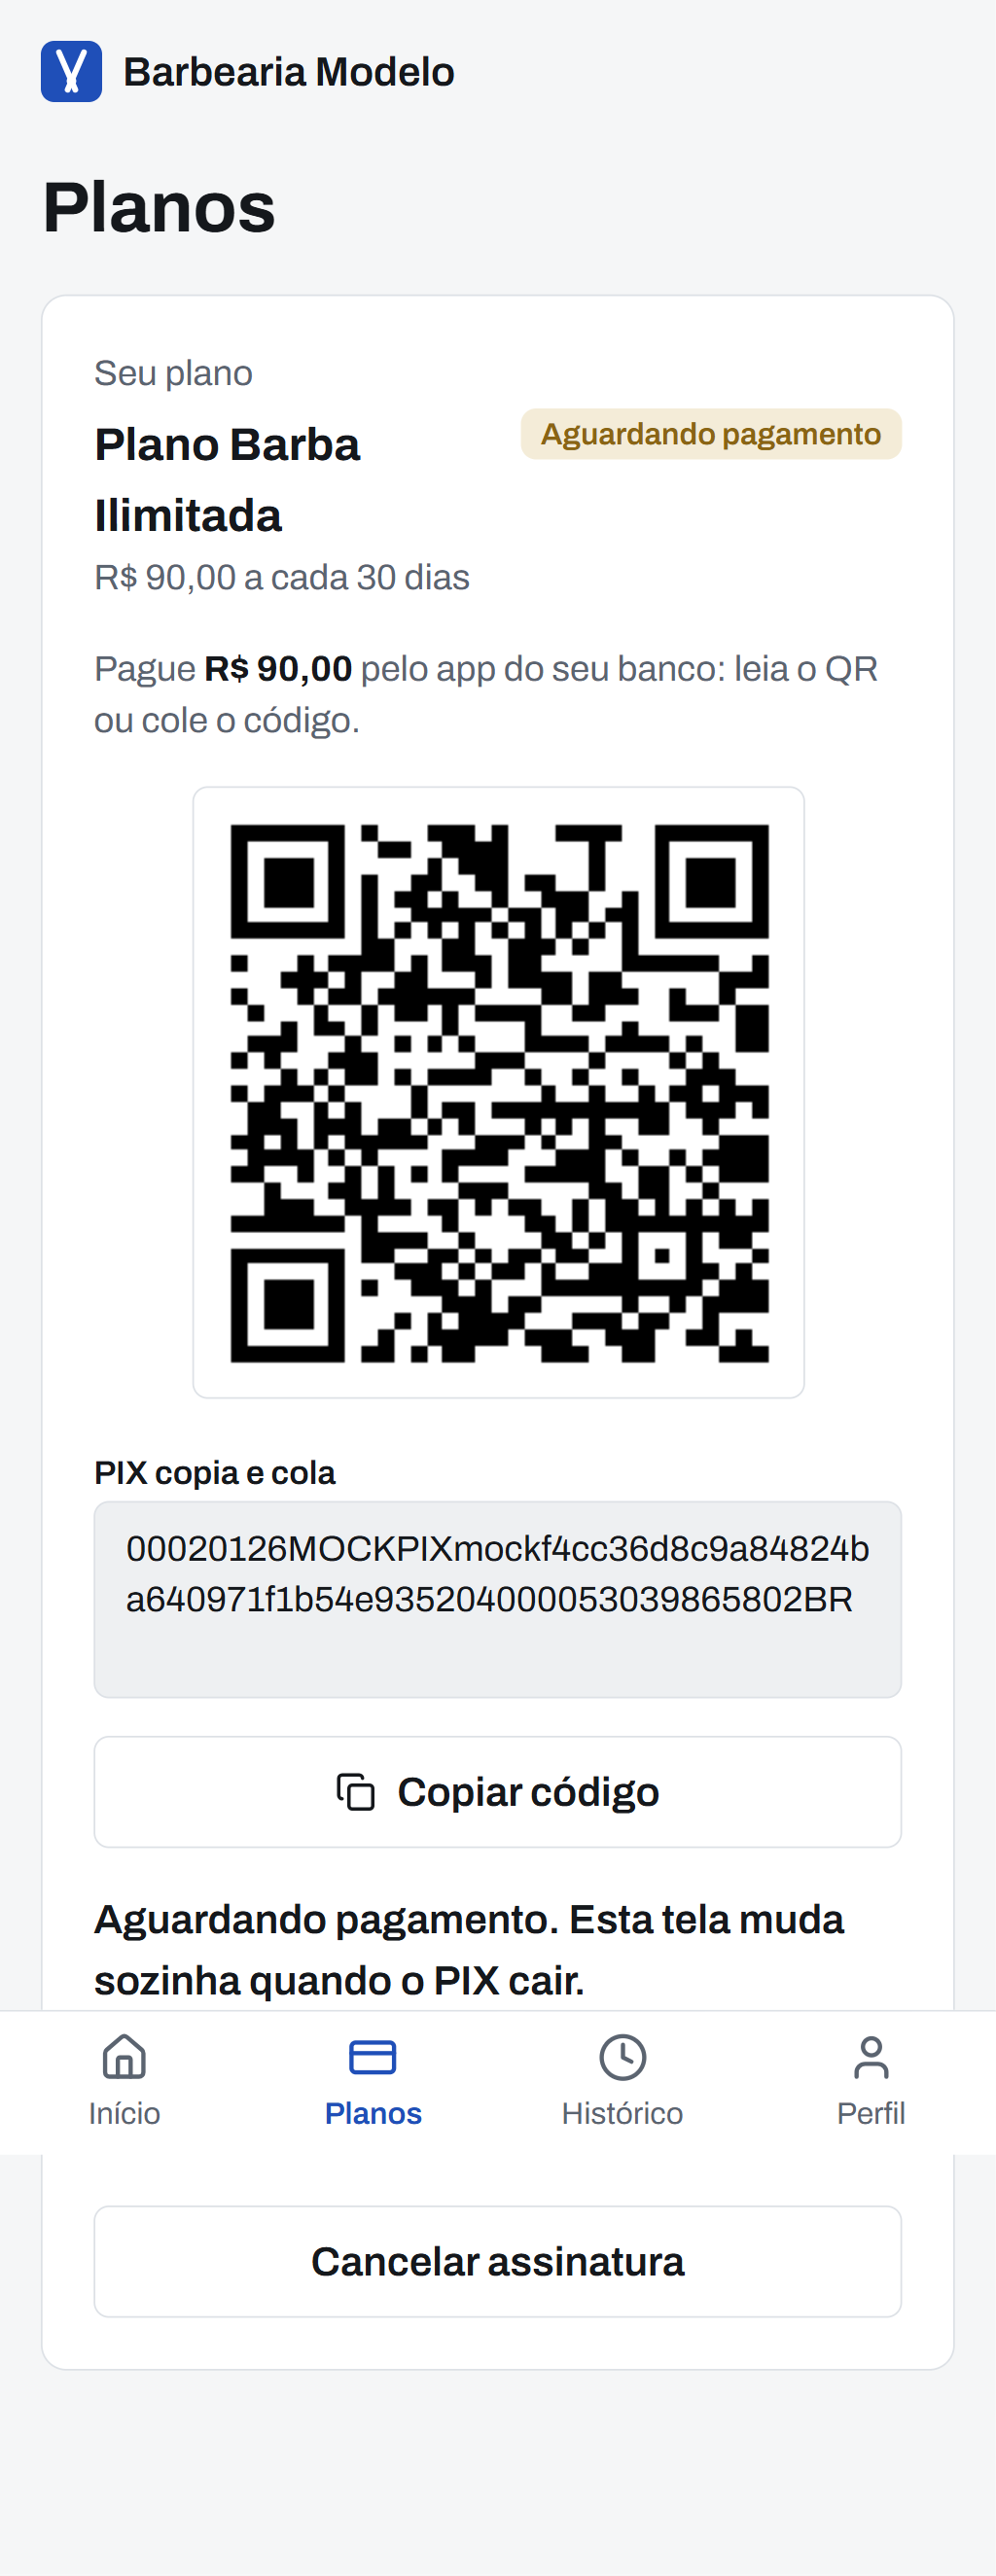 Barbearia Modelo
Planos
Seu plano
Plano Barba
Ilimitada
Aguardando pagamento
R$ 90,00 a cada 30 dias
Pague R$ 90,00 pelo app do seu banco: leia o QR
ou cole o código.
PIX copia e cola
00020126MOCKPIXmockf4cc36d8c9a84824b
a640971f1b54e93520400005303986​5802BR
Copiar código
Aguardando pagamento. Esta tela muda
sozinha quando o PIX cair.
Início
Planos
Histórico
Perfil
Cancelar assinatura